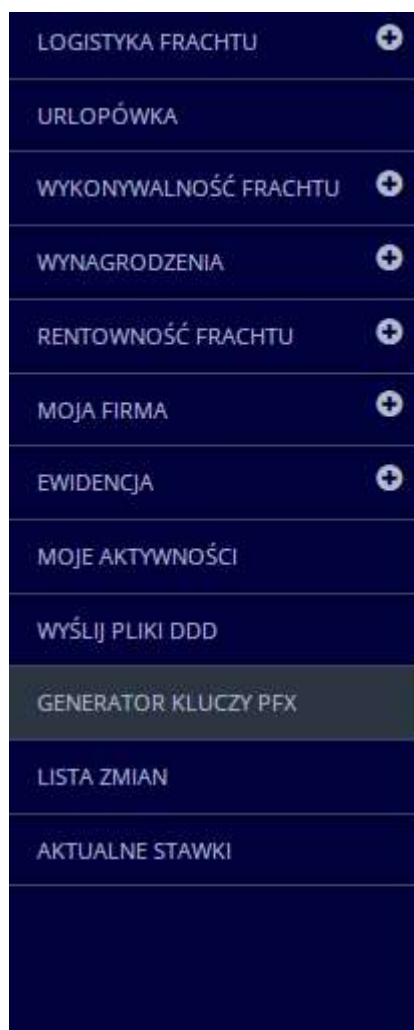 LOGISTYKA FRACHTU
URLOPÓWKA
WYKONYWALNOŚĆ FRACHTU
WYNAGRODZENIA
RENTOWNOŚĆ FRACHTU
MOJA FIRMA
EWIDENCJA
MOJE AKTYWNOŚCI
WYŚLIJ PLIKI DDD
GENERATOR KLUCZY PFX
LISTA ZMIAN
AKTUALNE STAWKI